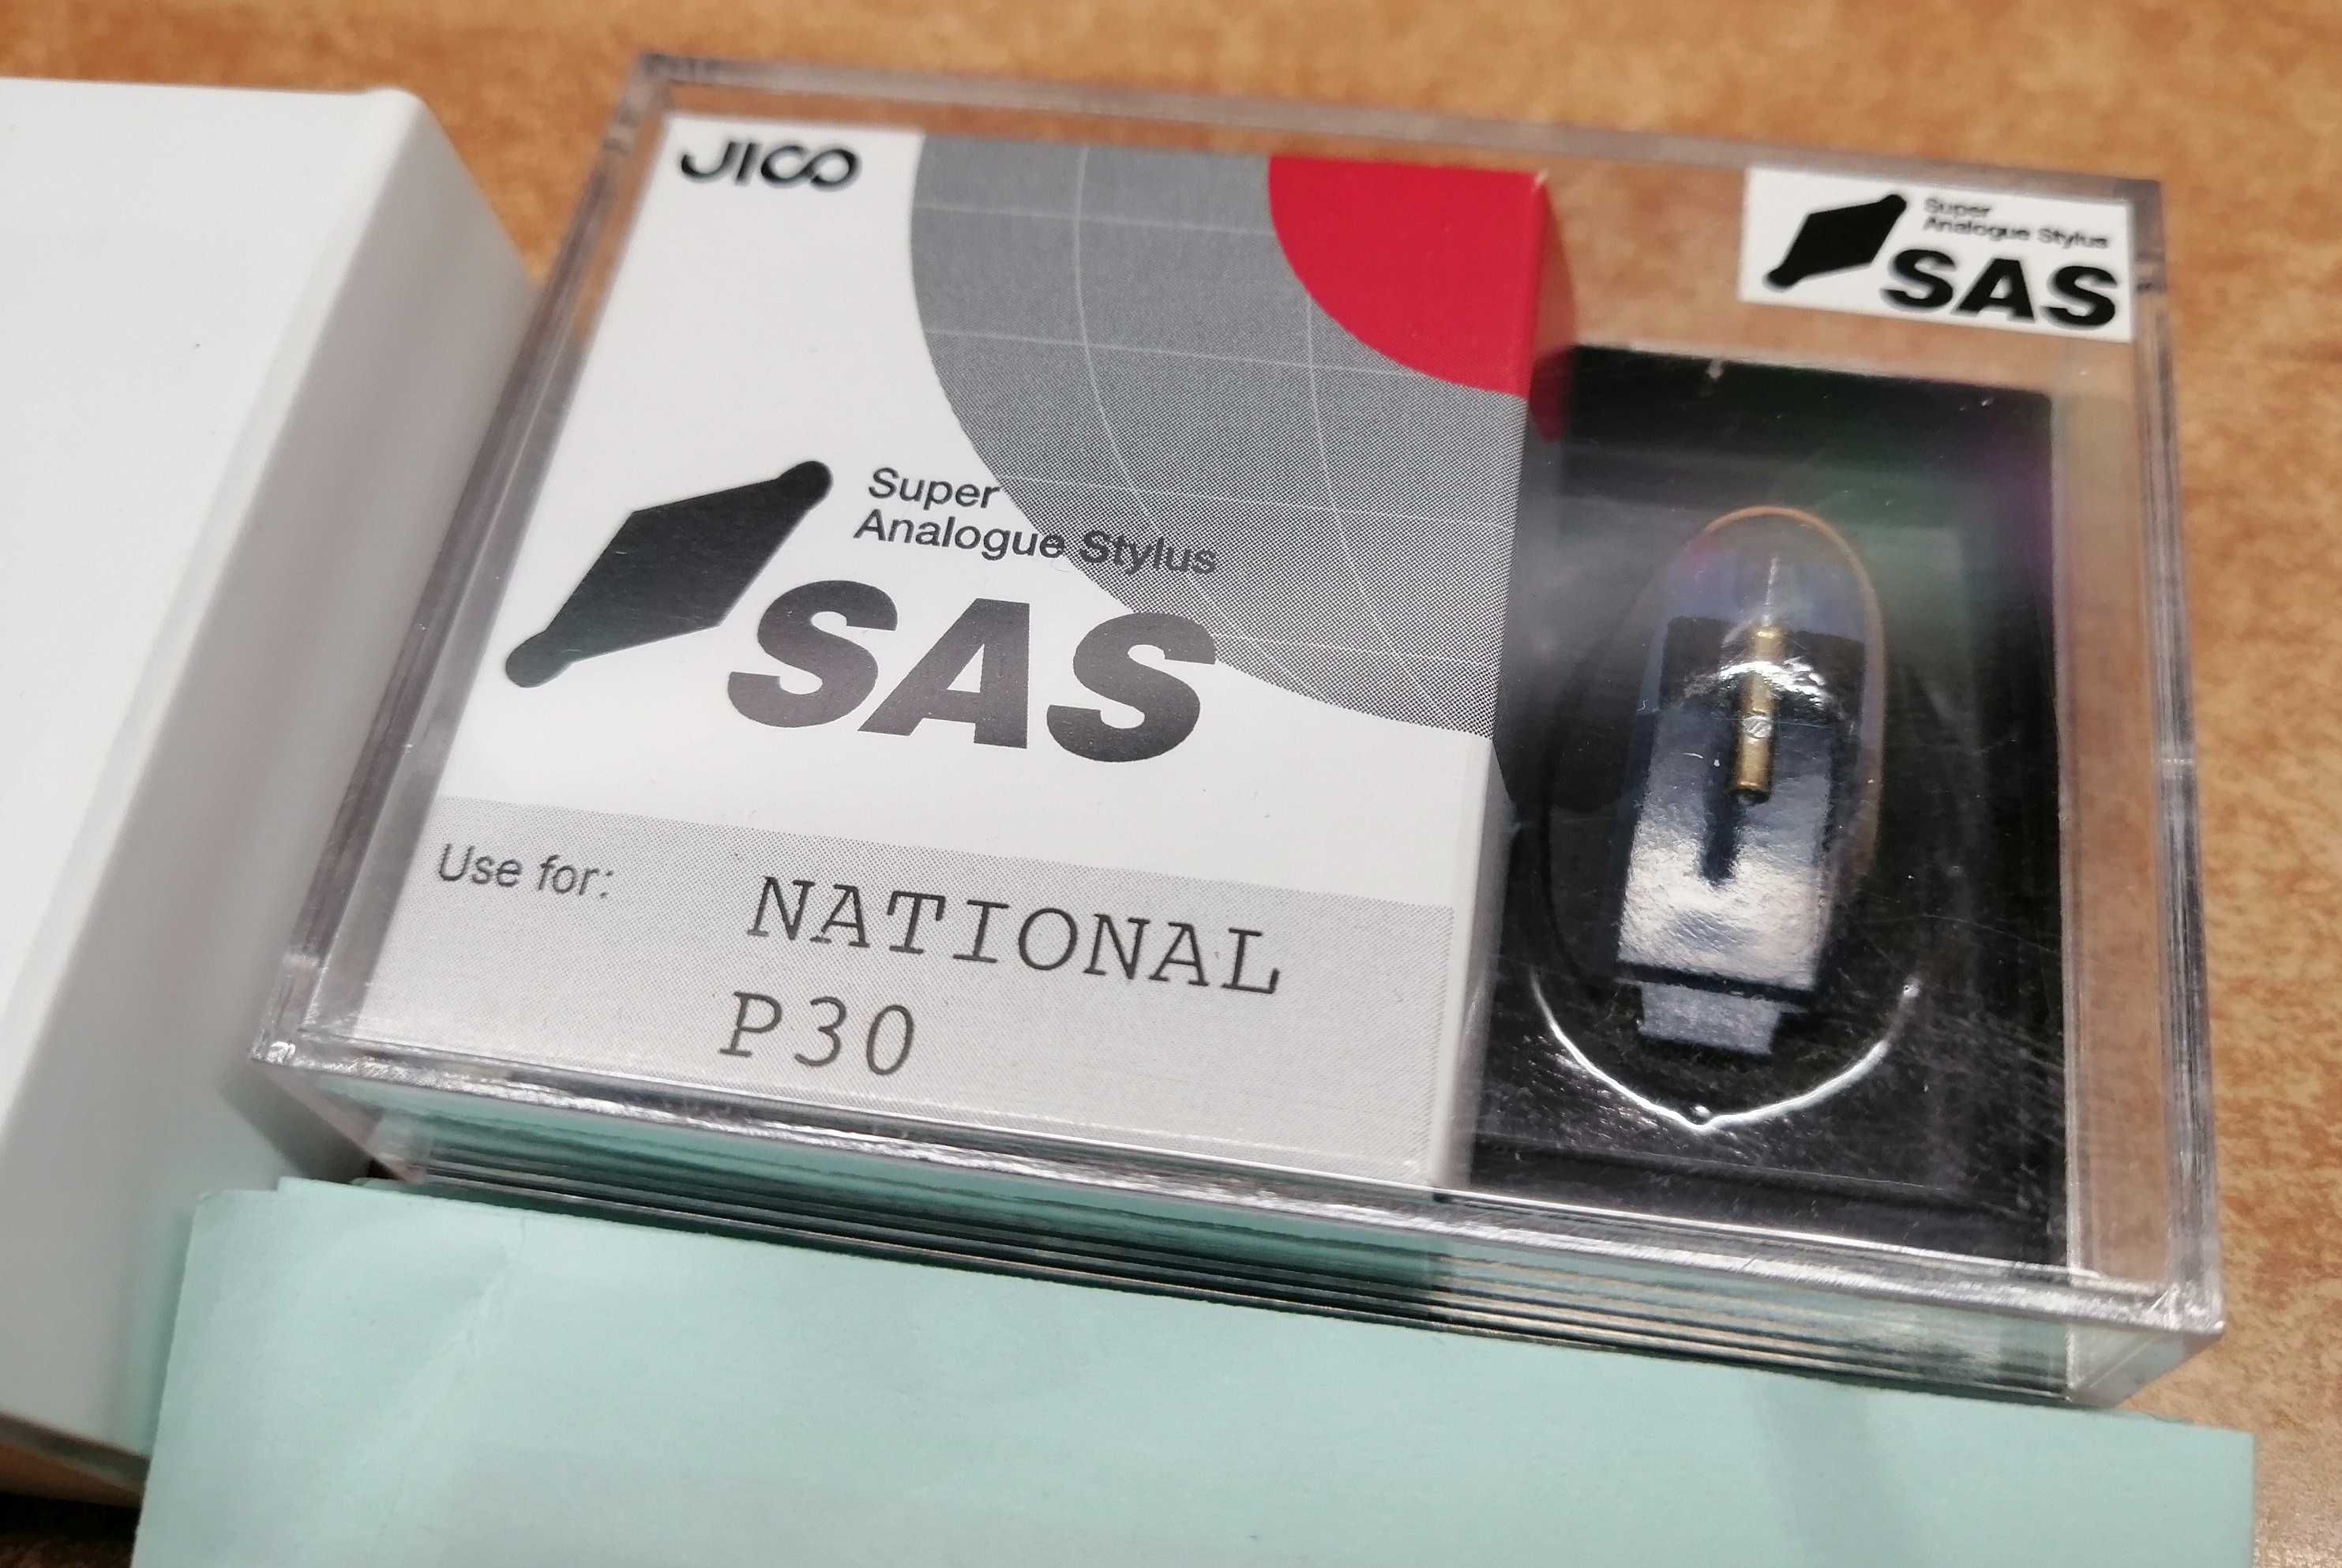 JICO
Super
Analogue Stylus
SAS
Use for:
NATIONAL
P30
Super
Analogue Stylus
SAS